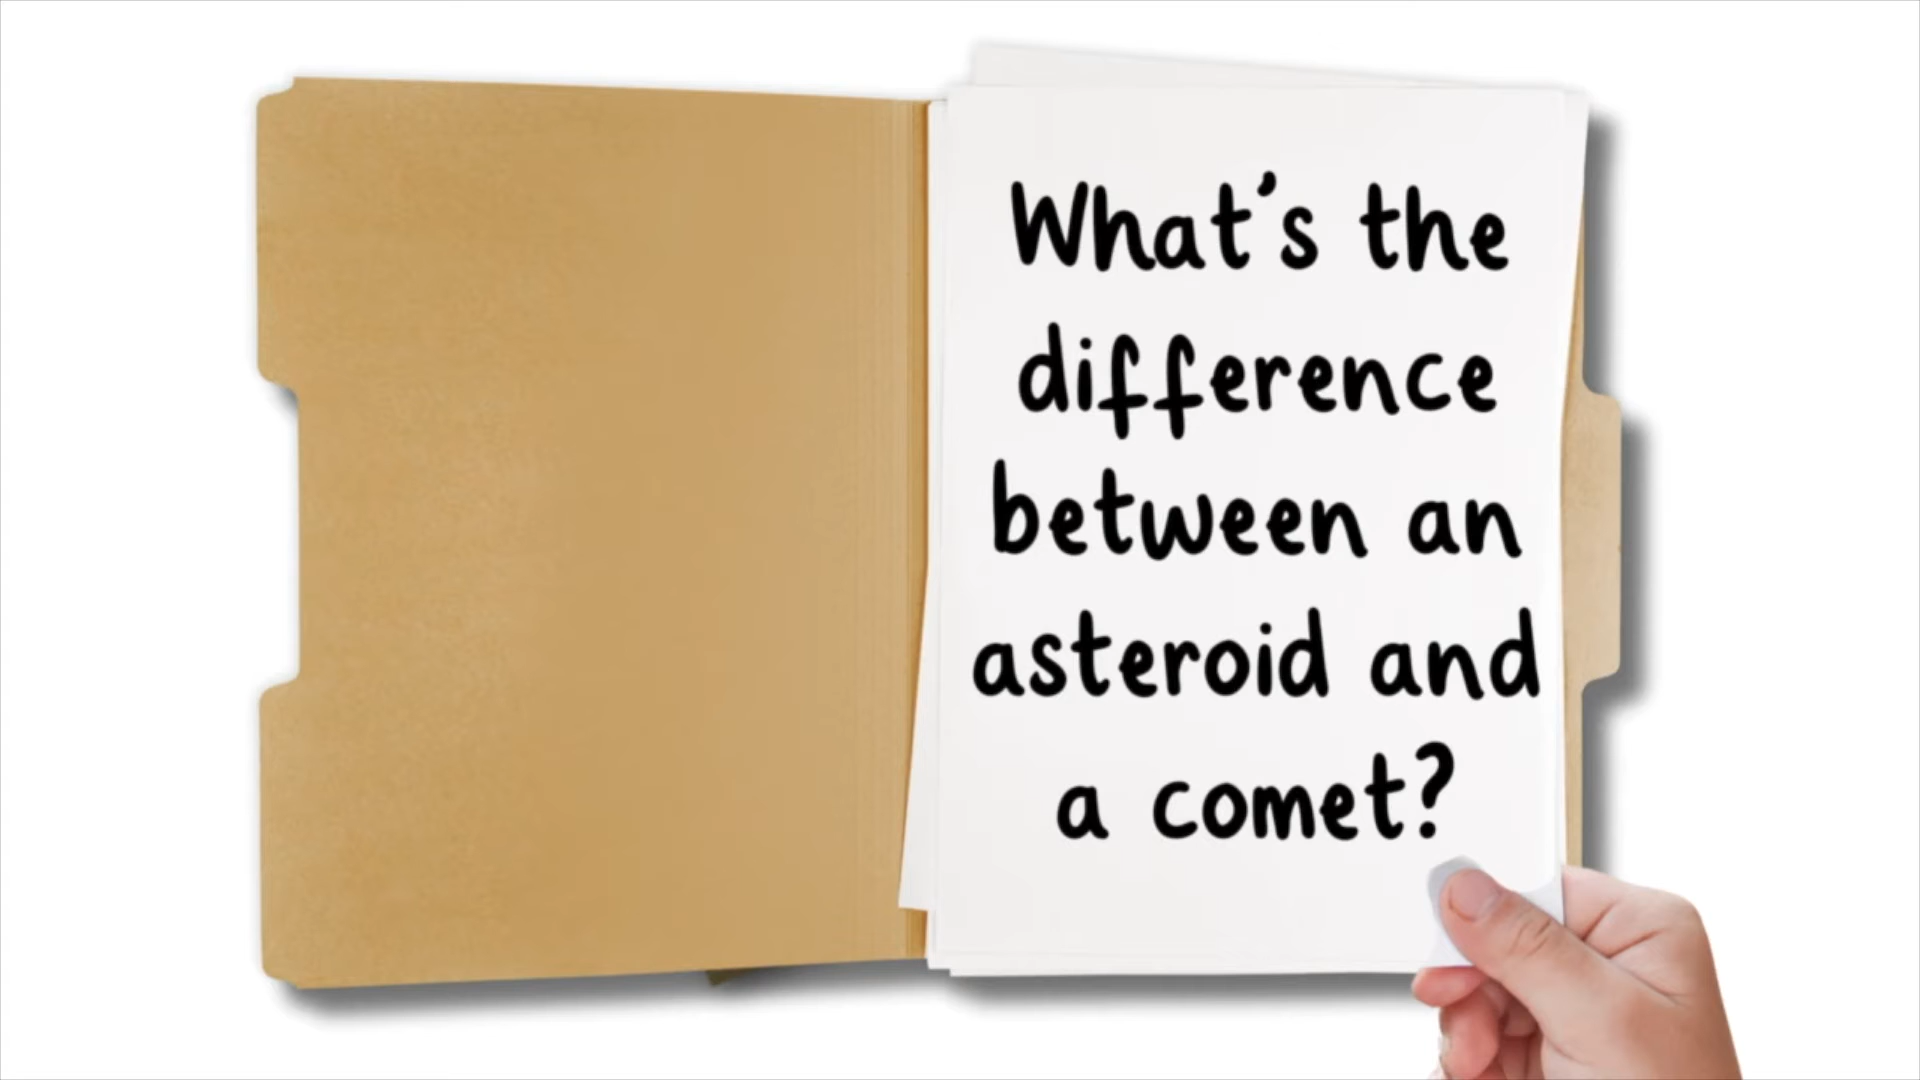 What's the
difference
between an
asteroid and
a comet?